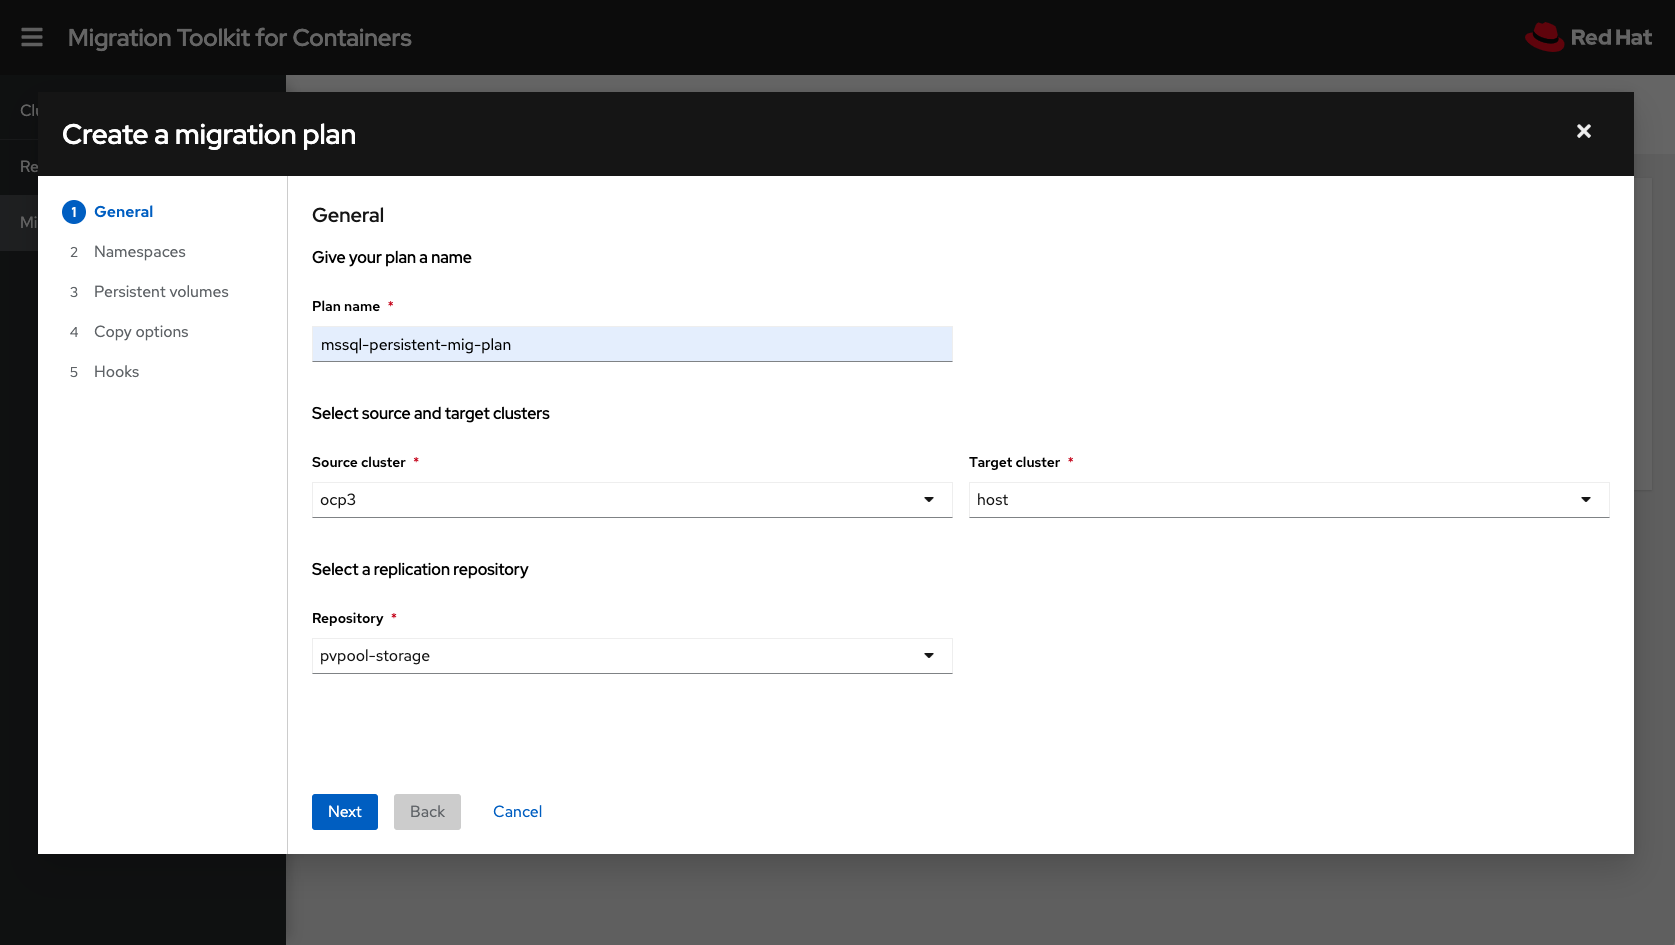 Migration Toolkit for Containers
Red Hat
Clu
Re
Mi
Create a migration plan
1 General
2 Namespaces
3 Persistent volumes
4 Copy options
5 Hooks
General
Give your plan a name
Plan name *
mssql-persistent-mig-plan
Select source and target clusters
Source cluster * Target cluster *
ocp3 host
Select a replication repository
Repository *
pvpool-storage
Next Back Cancel